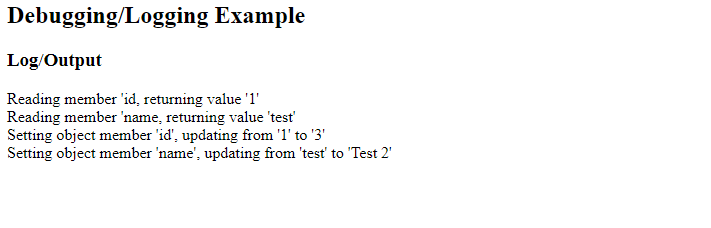 Debugging/Logging Example
Log/Output
Reading member 'id, returning value '1'
Reading member 'name, returning value 'test'
Setting object member 'id', updating from '1' to '3'
Setting object member 'name', updating from 'test' to 'Test 2'